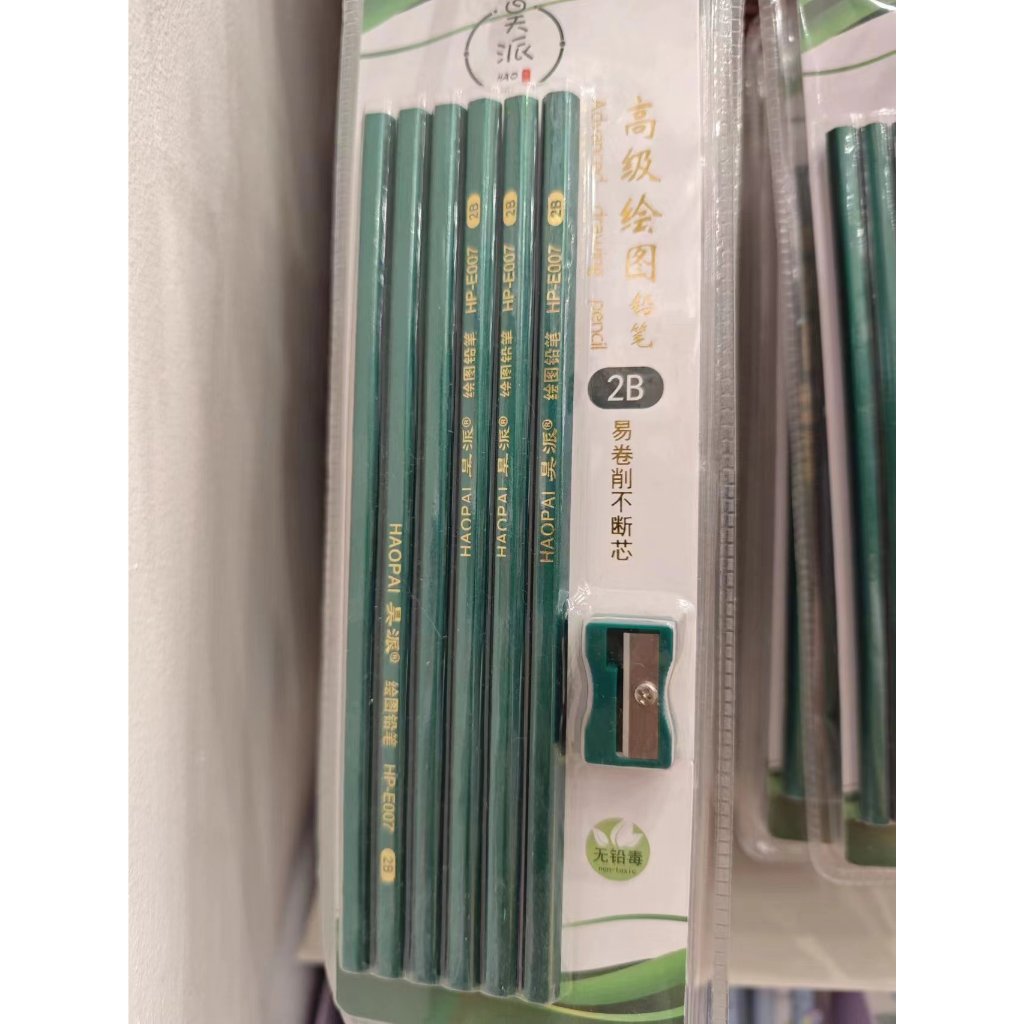 昊派
HAO
高级绘图铅笔
Advanced drawing pencil
2B
易卷削不断芯
HAOPAI 昊派® 绘图铅笔 HP-E007 2B
HAOPAI 昊派® 绘图铅笔 HP-E007 2B
HAOPAI 昊派® 绘图铅笔 HP-E007 2B
HAOPAI 昊派® 绘图铅笔 HP-E007 2B
无铅毒
non-toxic